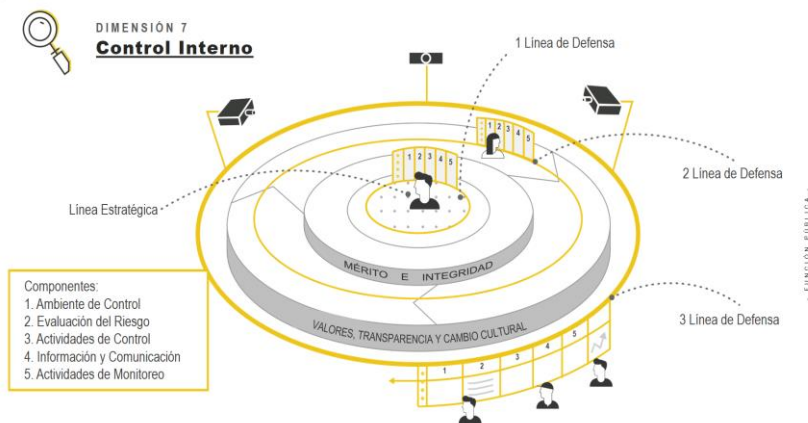 DIMENSIÓN 7
Control Interno
1 Línea de Defensa
1 2 3 4 5
1 2 3 4 5
2 Línea de Defensa
Línea Estratégica
MÉRITO E INTEGRIDAD
VALORES, TRANSPARENCIA Y CAMBIO CULTURAL
Componentes:
1. Ambiente de Control
2. Evaluación del Riesgo
3. Actividades de Control
4. Información y Comunicación
5. Actividades de Monitoreo
3 Línea de Defensa
1 2 3 4 5
- FUNCIÓN PÚBLICA -